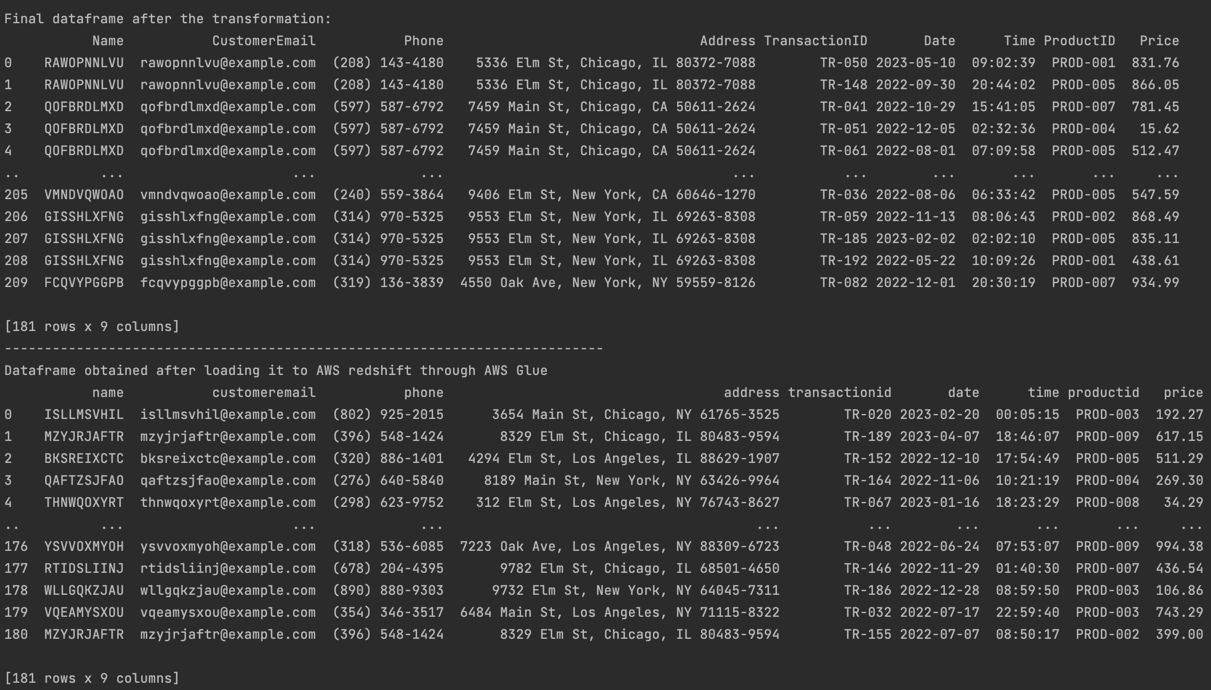 Final dataframe after the transformation:
Name CustomerEmail Phone Address TransactionID Date Time ProductID Price
0 RAWOPNNLVU rawopnnlvu@example.com (208) 143-4180 5336 Elm St, Chicago, IL 80372-7088 TR-050 2023-05-10 09:02:39 PROD-001 831.76
1 RAWOPNNLVU rawopnnlvu@example.com (208) 143-4180 5336 Elm St, Chicago, IL 80372-7088 TR-148 2022-09-30 20:44:02 PROD-005 866.05
2 QOFBRDLMXD qofbrdlmxd@example.com (597) 587-6792 7459 Main St, Chicago, CA 50611-2624 TR-041 2022-10-29 15:41:05 PROD-007 781.45
3 QOFBRDLMXD qofbrdlmxd@example.com (597) 587-6792 7459 Main St, Chicago, CA 50611-2624 TR-051 2022-12-05 02:32:36 PROD-004 15.62
4 QOFBRDLMXD qofbrdlmxd@example.com (597) 587-6792 7459 Main St, Chicago, CA 50611-2624 TR-061 2022-08-01 07:09:58 PROD-005 512.47
.. ... ... ... ... ... ... ... ... ...
205 VMNDVQWOAO vmndvqwoao@example.com (240) 559-3864 9406 Elm St, New York, CA 60646-1270 TR-036 2022-08-06 06:33:42 PROD-005 547.59
206 GISSHLXFNG gisshlxfng@example.com (314) 970-5325 9553 Elm St, New York, IL 69263-8308 TR-059 2022-11-13 08:06:43 PROD-002 868.49
207 GISSHLXFNG gisshlxfng@example.com (314) 970-5325 9553 Elm St, New York, IL 69263-8308 TR-185 2023-02-02 02:02:10 PROD-005 835.11
208 GISSHLXFNG gisshlxfng@example.com (314) 970-5325 9553 Elm St, New York, IL 69263-8308 TR-192 2022-05-22 10:09:26 PROD-001 438.61
209 FCQVYPGGPB fcqvypggpb@example.com (319) 136-3839 4550 Oak Ave, New York, NY 59559-8126 TR-082 2022-12-01 20:30:19 PROD-007 934.99
[181 rows x 9 columns]
---------------------------------------------------------------------------
Dataframe obtained after loading it to AWS redshift through AWS Glue
name customeremail phone address transactionid date time productid price
0 ISLLMSVHIL isllmsvhil@example.com (802) 925-2015 3654 Main St, Chicago, NY 61765-3525 TR-020 2023-02-20 00:05:15 PROD-003 192.27
1 MZYJRJAFTR mzyjrjaftr@example.com (396) 548-1424 8329 Elm St, Chicago, IL 80483-9594 TR-189 2023-04-07 18:46:07 PROD-009 617.15
2 BKSREIXCTC bksreixctc@example.com (320) 886-1401 4294 Elm St, Los Angeles, IL 88629-1907 TR-152 2022-12-10 17:54:49 PROD-005 511.29
3 QAFTZSJFAO qaftzsjfao@example.com (276) 640-5840 8189 Main St, New York, NY 63426-9964 TR-164 2022-11-06 10:21:19 PROD-004 269.30
4 THNWQOXYRT thnwqoxyrt@example.com (298) 623-9752 312 Elm St, Los Angeles, NY 76743-8627 TR-067 2023-01-16 18:23:29 PROD-008 34.29
.. ... ... ... ... ... ... ... ... ...
176 YSVVOXMYOH ysvvoxmyoh@example.com (318) 536-6085 7223 Oak Ave, Los Angeles, NY 88309-6723 TR-048 2022-06-24 07:53:07 PROD-009 994.38
177 RTIDSLIINJ rtidsliinj@example.com (678) 204-4395 9782 Elm St, Chicago, IL 68501-4650 TR-146 2022-11-29 01:40:30 PROD-007 436.54
178 WLLGQKZJAU wllgqkzjau@example.com (890) 880-9303 9732 Elm St, New York, NY 64045-7311 TR-186 2022-12-28 08:59:50 PROD-003 106.86
179 VQEAMYSXOU vqeamysxou@example.com (354) 346-3517 6484 Main St, Los Angeles, NY 71115-8322 TR-032 2022-07-17 22:59:40 PROD-003 743.29
180 MZYJRJAFTR mzyjrjaftr@example.com (396) 548-1424 8329 Elm St, Chicago, IL 80483-9594 TR-155 2022-07-07 08:50:17 PROD-002 399.00
[181 rows x 9 columns]